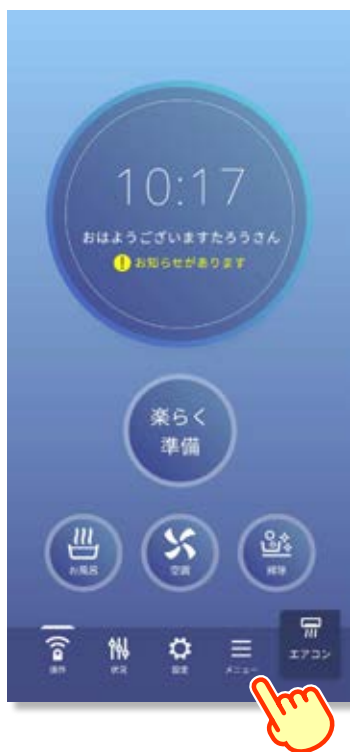 10:17
おはようございますたろうさん
! お知らせがあります
楽らく
準備
お風呂
空調
掃除
操作
状況
設定
メニュー
エアコン